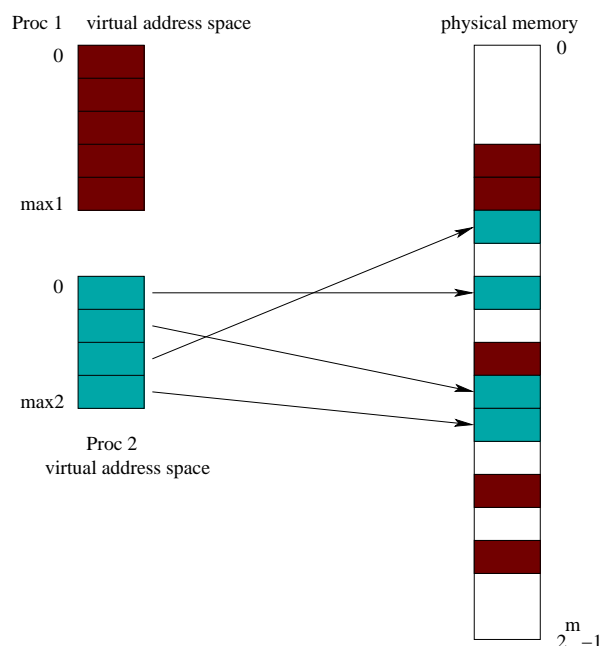 Proc 1 virtual address space
physical memory
0
0
max1
0
max2
Proc 2
virtual address space
m
2 −1